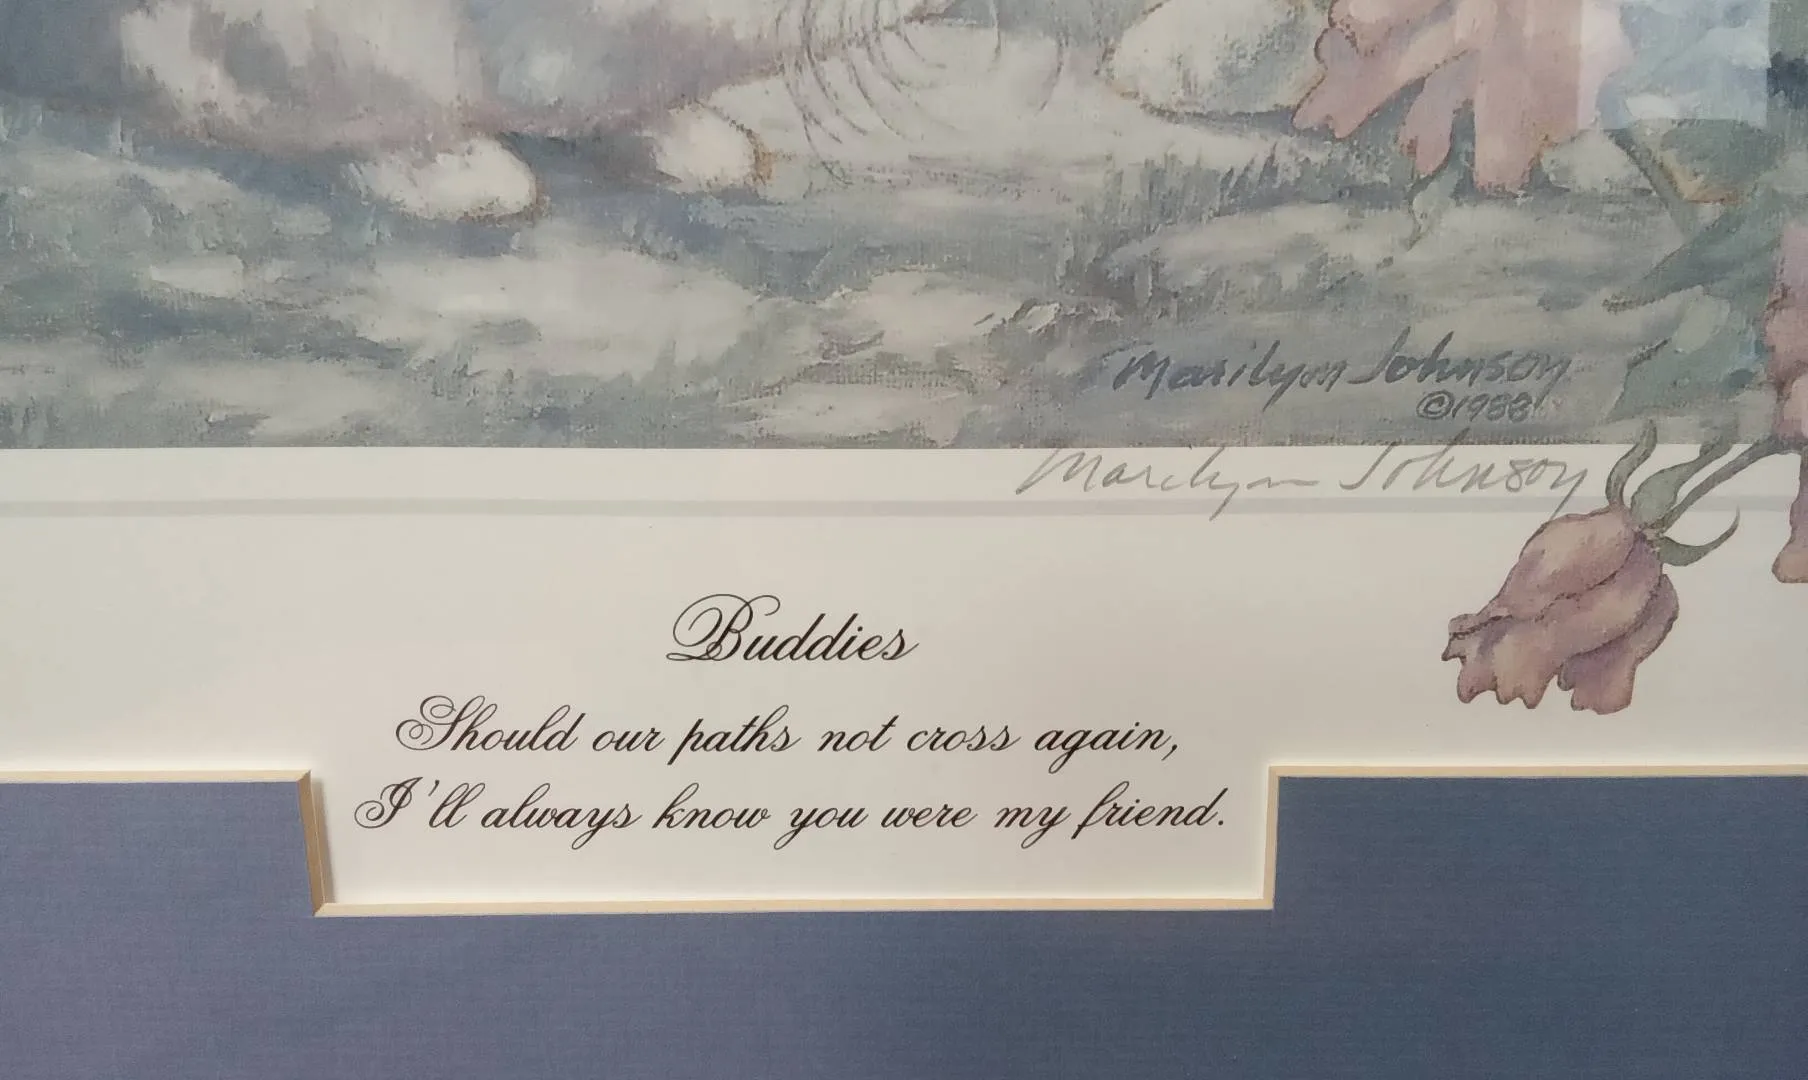 Marilyn Johnson
©1988
Marilyn Johnson
Buddies
Should our paths not cross again,
I'll always know you were my friend.